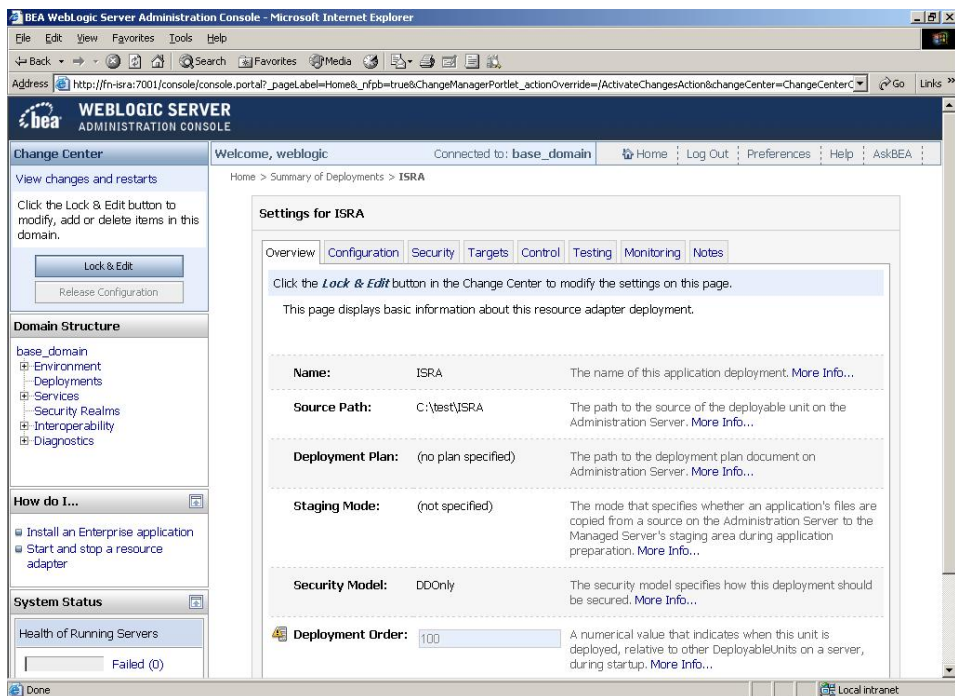 BEA WebLogic Server Administration Console - Microsoft Internet Explorer
File Edit View Favorites Tools Help
Back Search Favorites Media
Address http://fn-isra:7001/console/console.portal?_pageLabel=Home&_nfpb=true&ChangeManagerPortlet_actionOverride=/ActivateChangesAction&changeCenter=ChangeCenterC Go Links »
bea WEBLOGIC SERVER
ADMINISTRATION CONSOLE
Change Center
View changes and restarts
Click the Lock & Edit button to
modify, add or delete items in this
domain.
Lock & Edit
Release Configuration
Domain Structure
base_domain
Environment
Deployments
Services
Security Realms
Interoperability
Diagnostics
How do I...
Install an Enterprise application
Start and stop a resource
adapter
System Status
Health of Running Servers
Failed (0)
Welcome, weblogic Connected to: base_domain Home Log Out Preferences Help AskBEA
Home > Summary of Deployments > ISRA
Settings for ISRA
Overview Configuration Security Targets Control Testing Monitoring Notes
Click the Lock & Edit button in the Change Center to modify the settings on this page.
This page displays basic information about this resource adapter deployment.
Name: ISRA The name of this application deployment. More Info...
Source Path: C:\test\ISRA The path to the source of the deployable unit on the
Administration Server. More Info...
Deployment Plan: (no plan specified) The path to the deployment plan document on
Administration Server. More Info...
Staging Mode: (not specified) The mode that specifies whether an application's files are
copied from a source on the Administration Server to the
Managed Server's staging area during application
preparation. More Info...
Security Model: DDOnly The security model specifies how this deployment should
be secured. More Info...
Deployment Order: 100 A numerical value that indicates when this unit is
deployed, relative to other DeployableUnits on a server,
during startup. More Info...
Done Local intranet